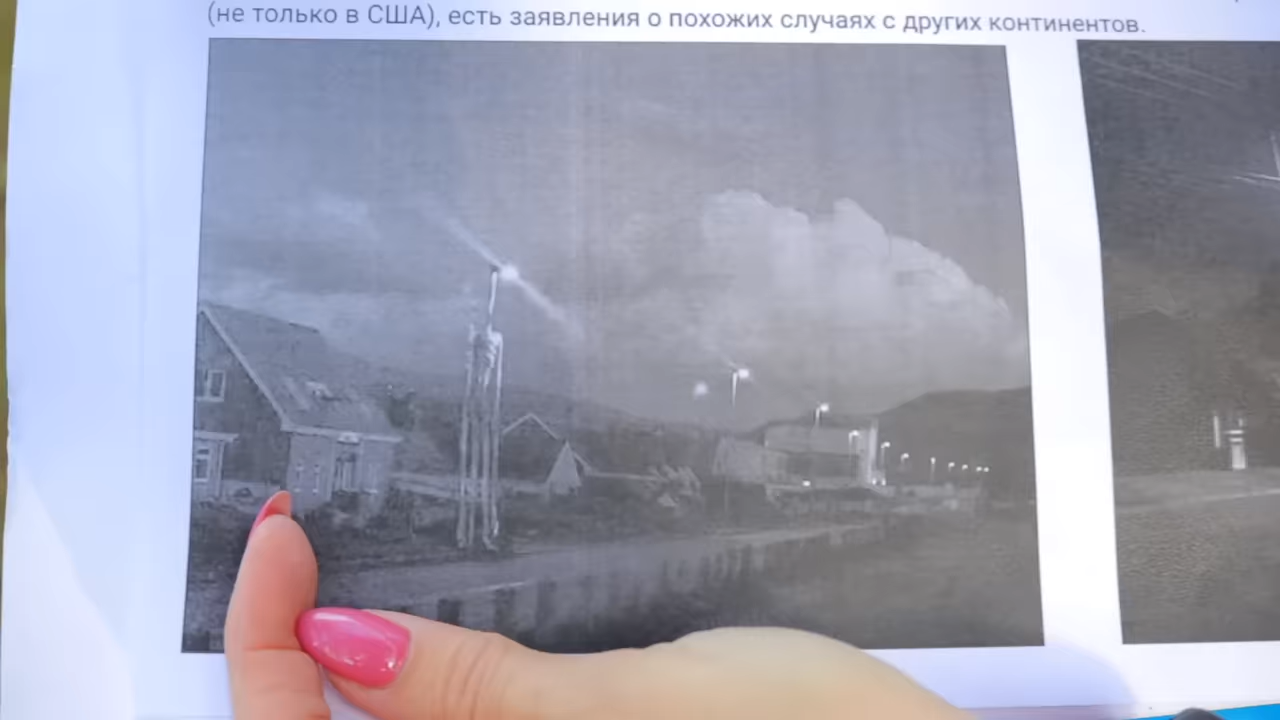 (не только в США), есть заявления о похожих случаях с других континентов.